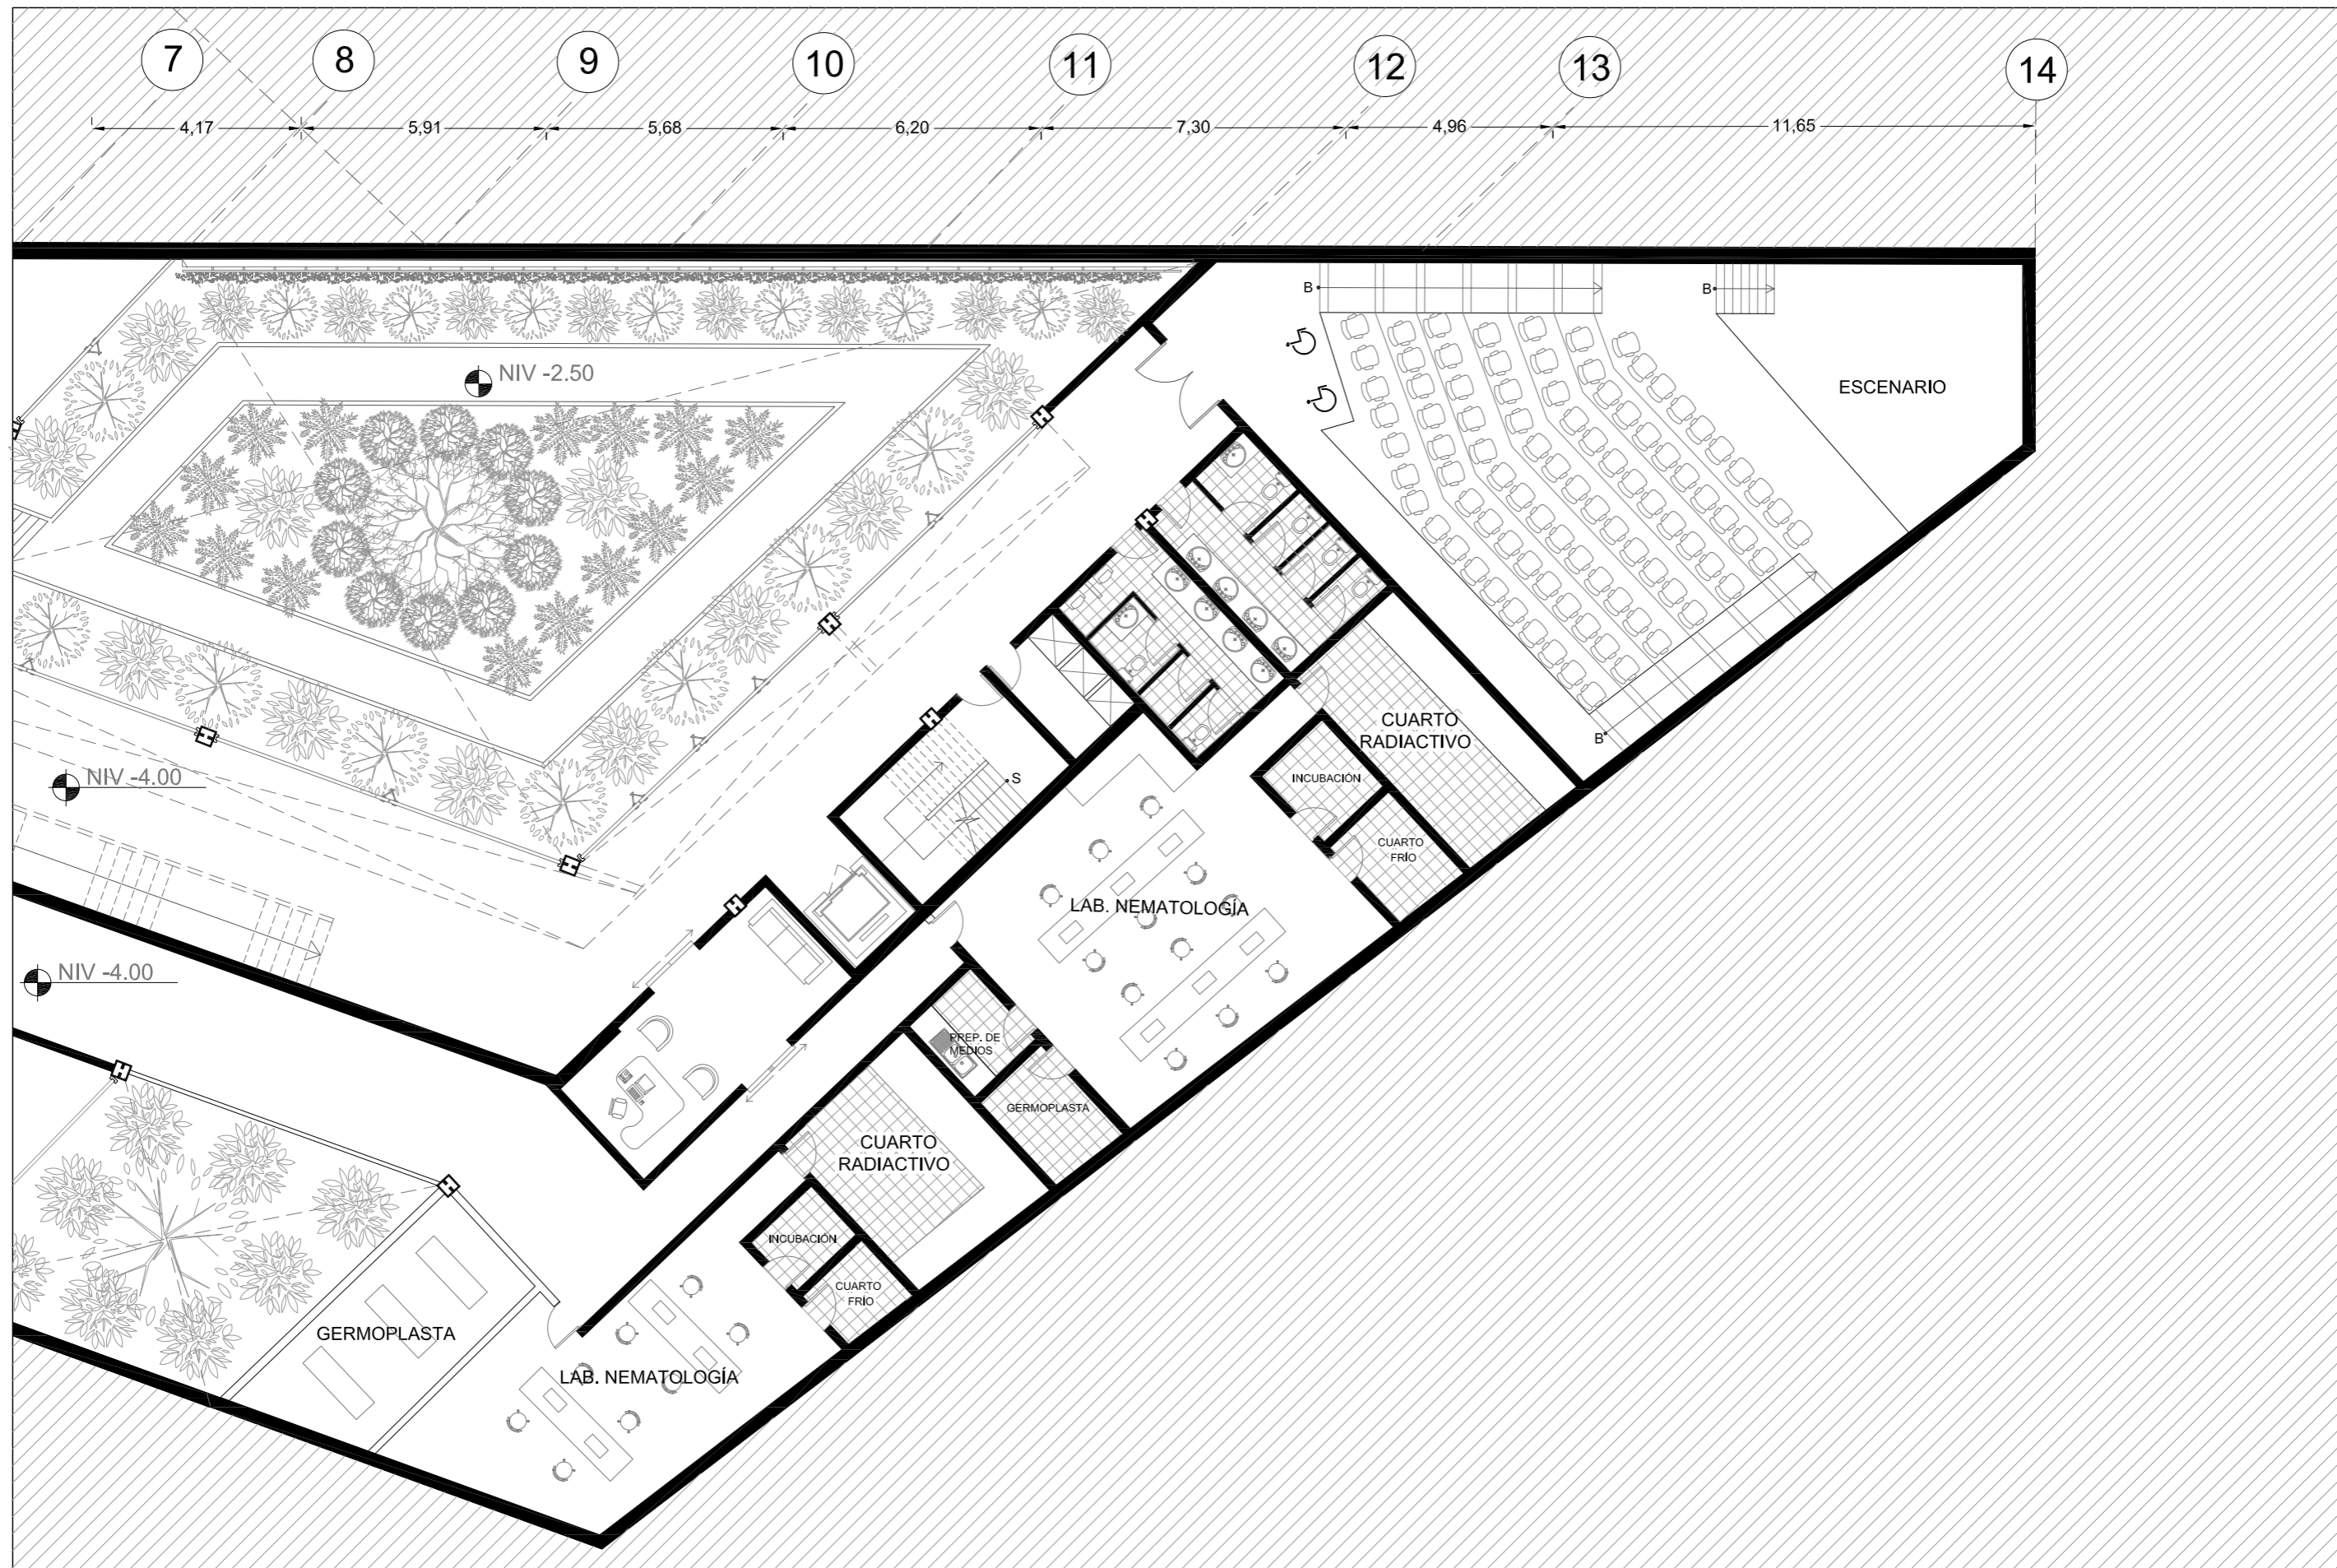 7
8
9
10
11
12
13
14
4,17
5,91
5,68
6,20
7,30
4,96
11,65
B
B
NIV -2.50
ESCENARIO
CUARTO
RADIACTIVO
B
NIV -4.00
S
INCUBACIÓN
CUARTO
FRÍO
LAB. NEMATOLOGÍA
NIV -4.00
PREP. DE
MEDIOS
GERMOPLASTA
CUARTO
RADIACTIVO
INCUBACIÓN
CUARTO
FRÍO
GERMOPLASTA
LAB. NEMATOLOGÍA